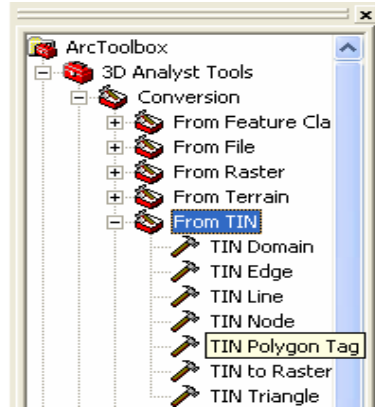 ArcToolbox
3D Analyst Tools
Conversion
From Feature Cla
From File
From Raster
From Terrain
From TIN
TIN Domain
TIN Edge
TIN Line
TIN Node
TIN Polygon Tag
TIN to Raster
TIN Triangle